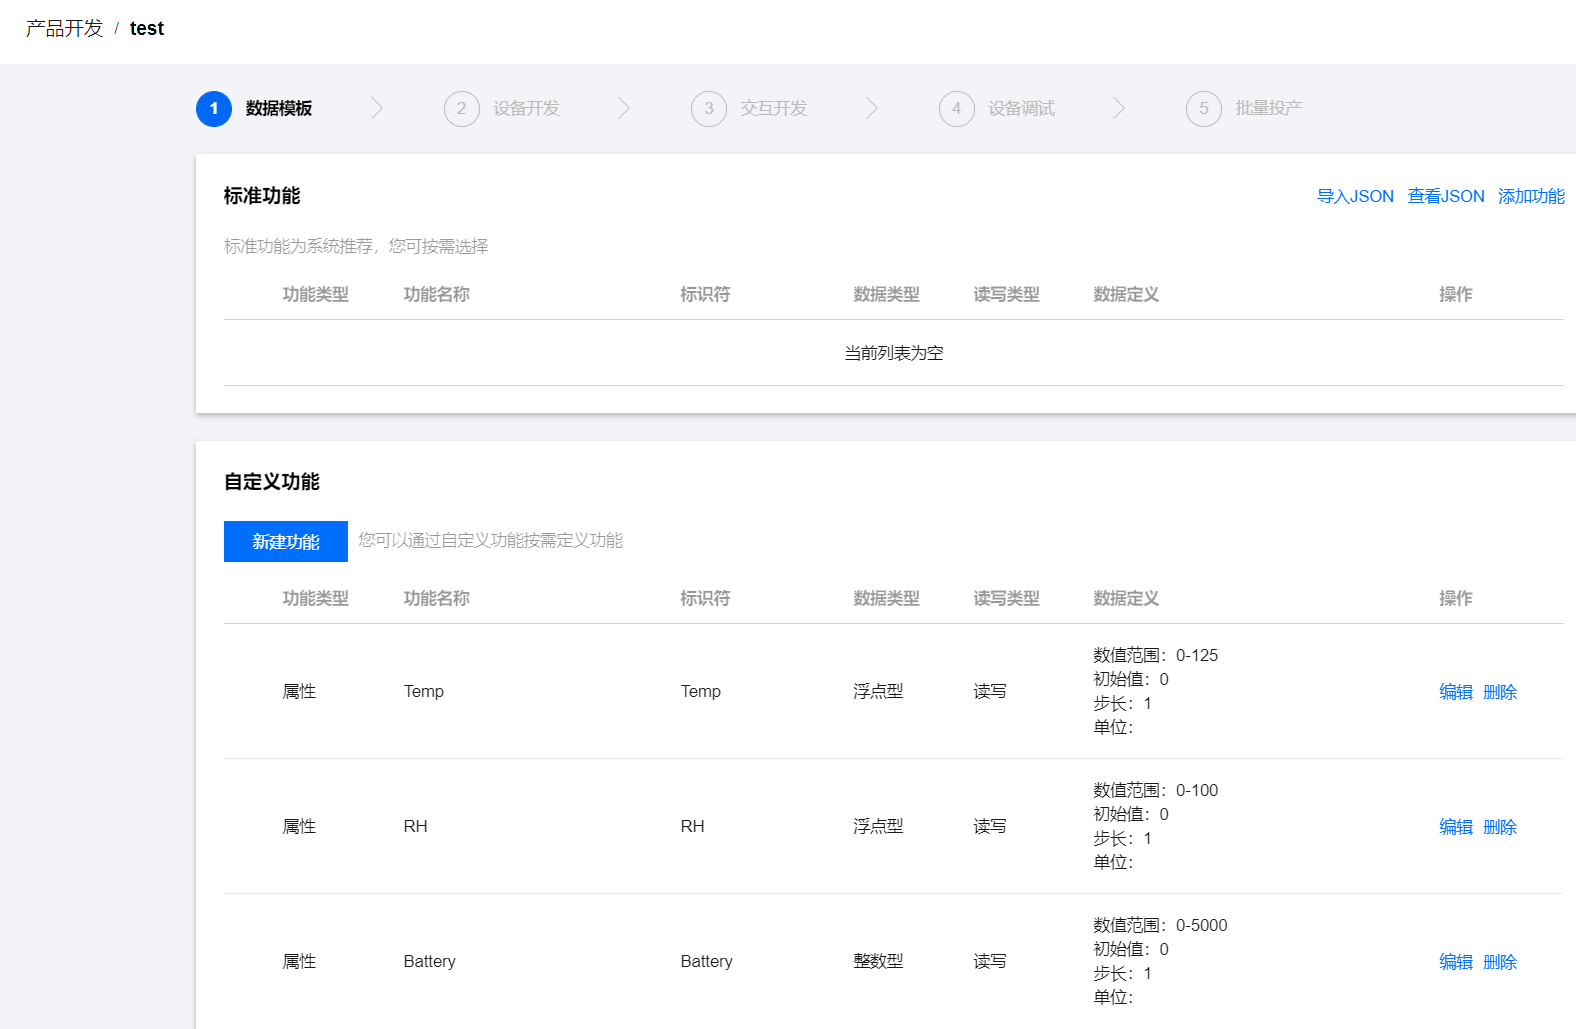 产品开发 / test
1 数据模板 2 设备开发 3 交互开发 4 设备调试 5 批量投产
标准功能 导入JSON 查看JSON 添加功能
标准功能为系统推荐，您可按需选择
功能类型 功能名称 标识符 数据类型 读写类型 数据定义 操作
当前列表为空
自定义功能
新建功能 您可以通过自定义功能按需定义功能
功能类型 功能名称 标识符 数据类型 读写类型 数据定义 操作
数值范围：0-125
初始值：0
属性 Temp Temp 浮点型 读写 编辑 删除
步长：1
单位：
数值范围：0-100
初始值：0
属性 RH RH 浮点型 读写 编辑 删除
步长：1
单位：
数值范围：0-5000
初始值：0
属性 Battery Battery 整数型 读写 编辑 删除
步长：1
单位：